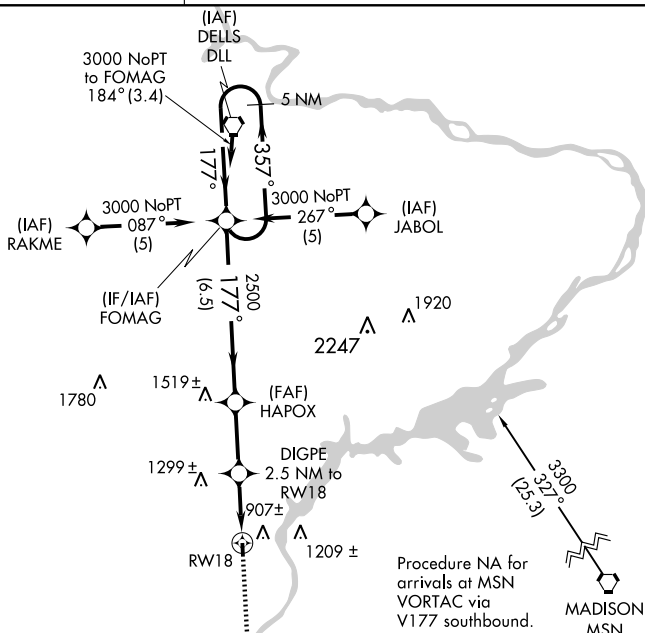 (IAF)
DELLS
DLL
3000 NoPT
to FOMAG
184° (3.4)
5 NM
177°
357°
3000 NoPT
087°
(5)
(IAF)
RAKME
3000 NoPT
267°
(5)
(IAF)
JABOL
(IF/IAF)
FOMAG
2500
177°
(6.5)
1920
2247
1780
1519 ±
(FAF)
HAPOX
1299 ±
DIGPE
2.5 NM to
RW18
907±
1209 ±
RW18
3300
327°
(25.3)
Procedure NA for
arrivals at MSN
VORTAC via
V177 southbound.
MADISON
MSN